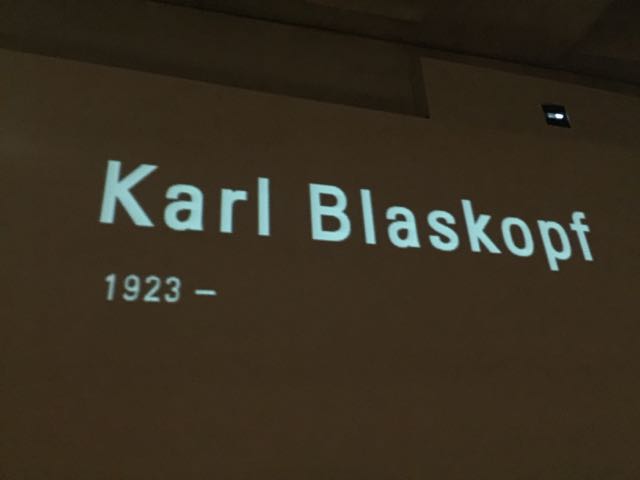 Karl Blaskopf
1923 –